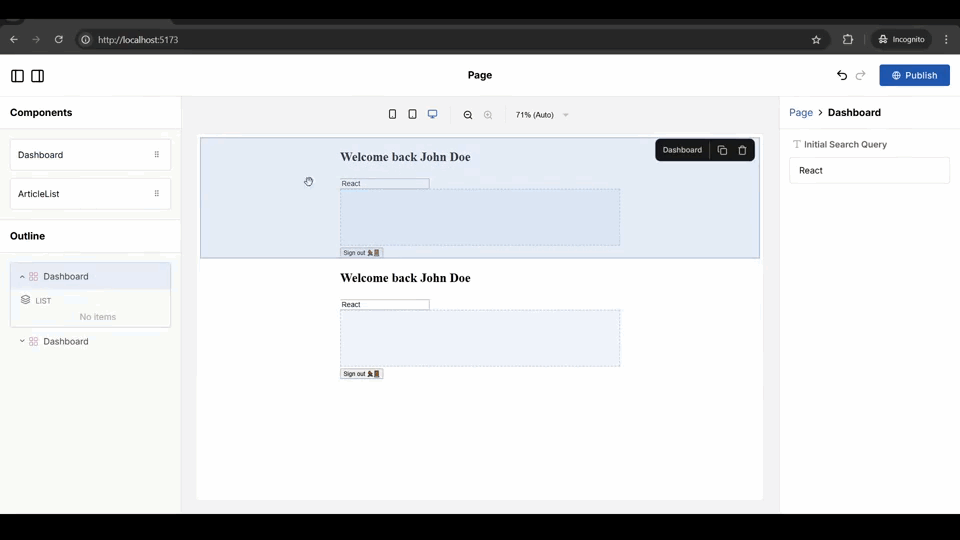 http://localhost:5173
Incognito
Page
Publish
Components
71% (Auto)
Page > Dashboard
Dashboard
ArticleList
Outline
Dashboard
LIST
No items
Dashboard
Welcome back John Doe
Dashboard
React
Sign out
Welcome back John Doe
React
Sign out
Initial Search Query
React